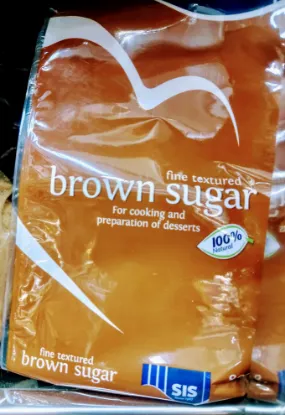 fine textured
brown sugar
For cooking and
preparation of desserts
100%
Natural
fine textured
brown sugar
SIS